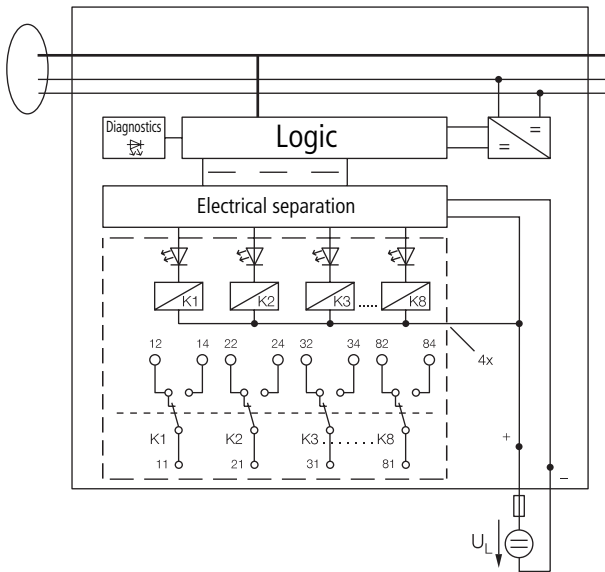 Diagnostics
Logic
=
=
Electrical separation
K1 K2 K3 ..... K8
12 14 22 24 32 34 82 84
4x
K1 K2 K3 ........ K8
+
11 21 31 81
–
UL